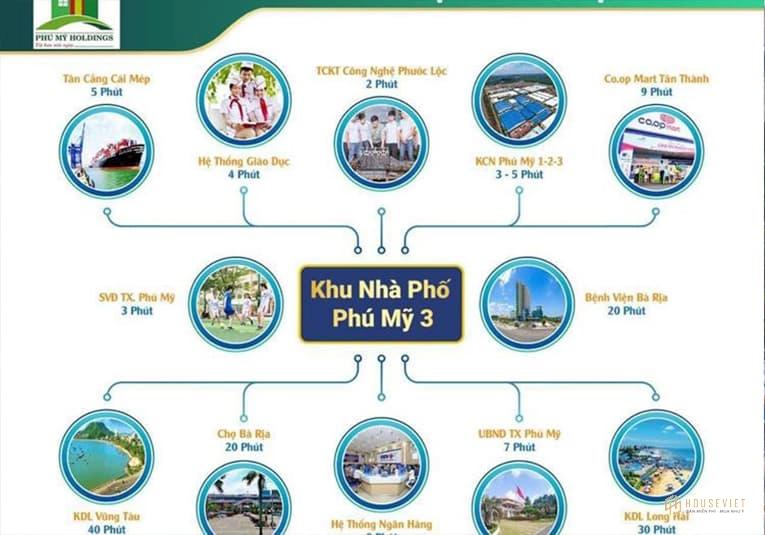 PHÚ MỸ HOLDINGS
Tân Cảng Cái Mép
5 Phút
Hệ Thống Giáo Dục
4 Phút
TCKT Công Nghệ Phước Lộc
2 Phút
KCN Phú Mỹ 1-2-3
3 - 5 Phút
Co.op Mart Tân Thành
9 Phút
co.opmart
SVĐ TX. Phú Mỹ
3 Phút
Khu Nhà Phố
Phú Mỹ 3
Bệnh Viện Bà Rịa
20 Phút
KDL Vũng Tàu
40 Phút
Chợ Bà Rịa
20 Phút
Hệ Thống Ngân Hàng
UBND TX Phú Mỹ
7 Phút
KDL Long Hải
30 Phút
HOUSEVIET